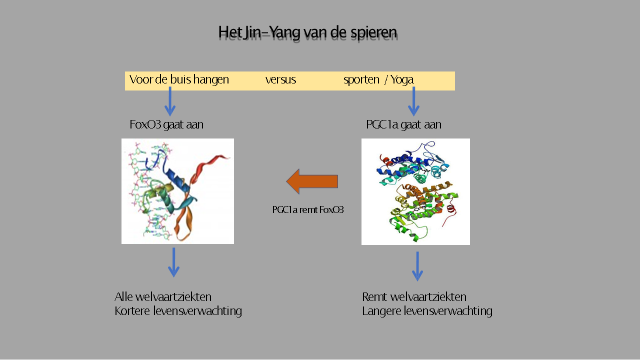 Het Jin-Yang van de spieren
Voor de buis hangen versus sporten / Yoga
FoxO3 gaat aan PGC1a gaat aan
PGC1a remt FoxO3
Alle welvaartziekten Remt welvaartziekten
Kortere levensverwachting Langere levensverwachting